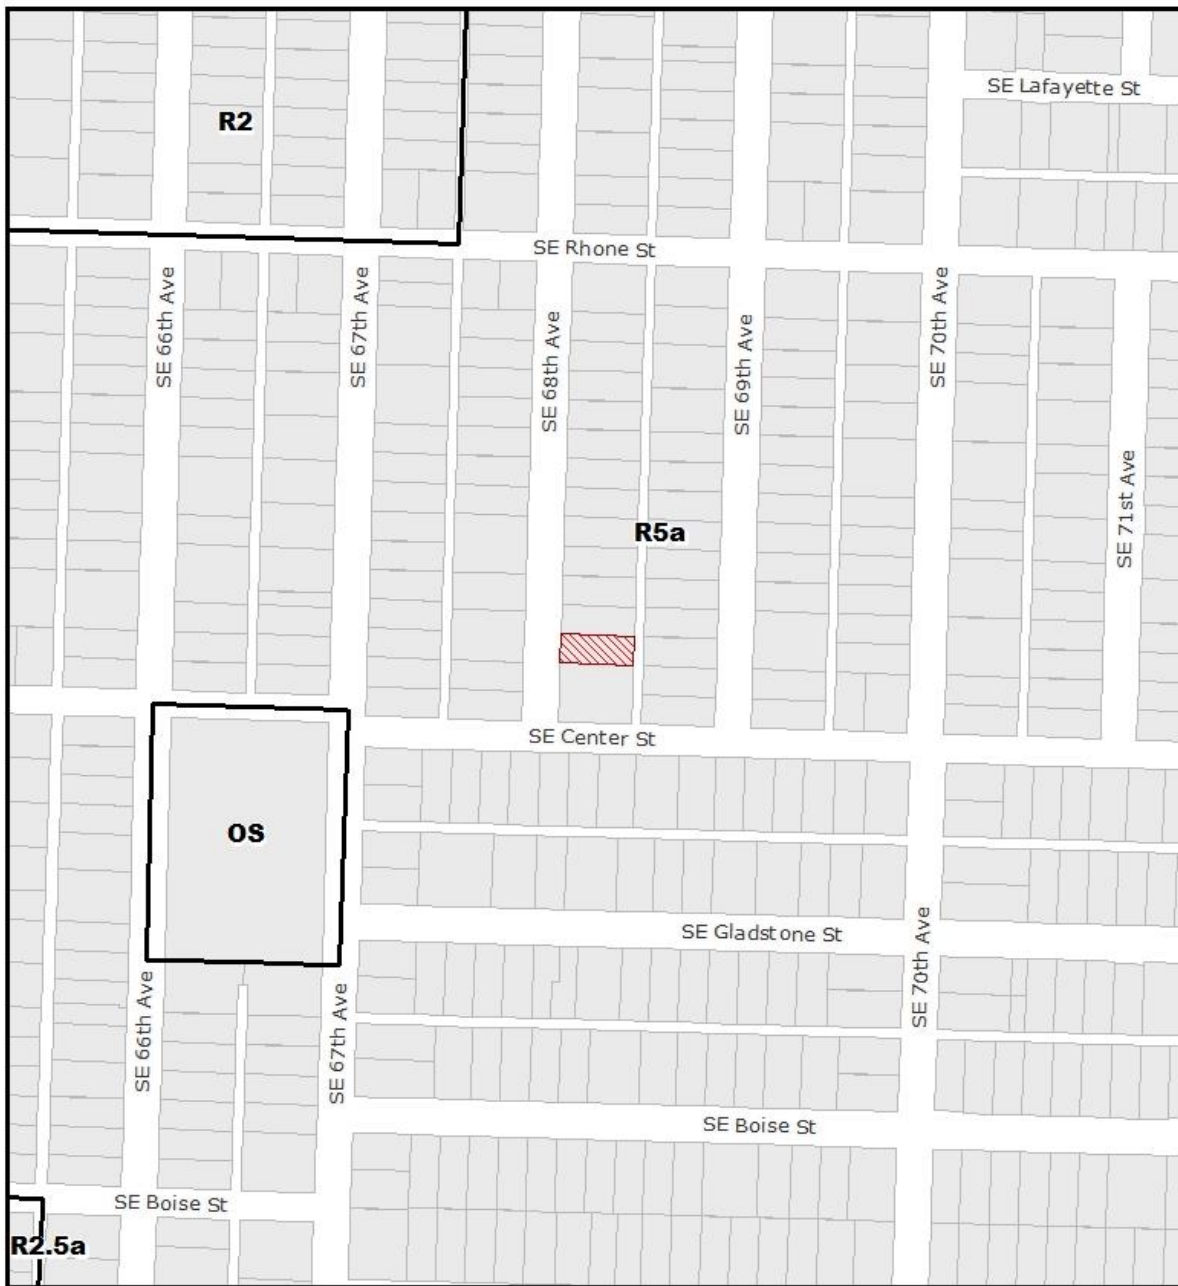 SE Lafayette St
R2
SE Rhone St
SE 66th Ave
SE 67th Ave
SE 68th Ave
SE 69th Ave
SE 70th Ave
SE 71st Ave
R5a
SE Center St
OS
SE Gladstone St
SE 66th Ave
SE 67th Ave
SE 70th Ave
SE Boise St
SE Boise St
R2.5a